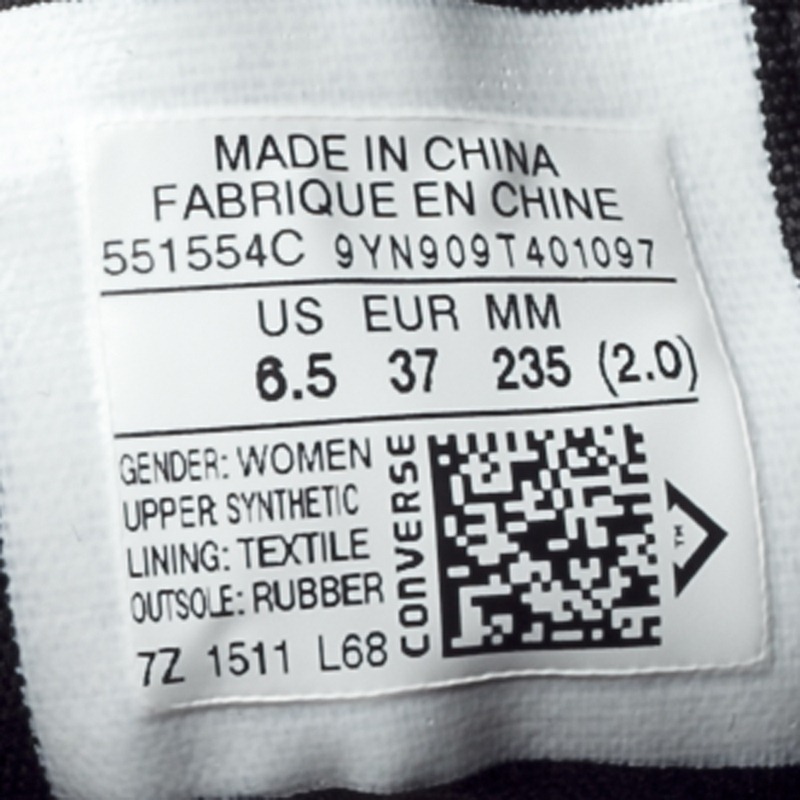 MADE IN CHINA
FABRIQUE EN CHINE
551554C 9YN909T401097
US EUR MM
6.5 37 235 (2.0)
GENDER: WOMEN
UPPER: SYNTHETIC
LINING: TEXTILE
OUTSOLE: RUBBER
7Z 1511 L68
CONVERSE
TM